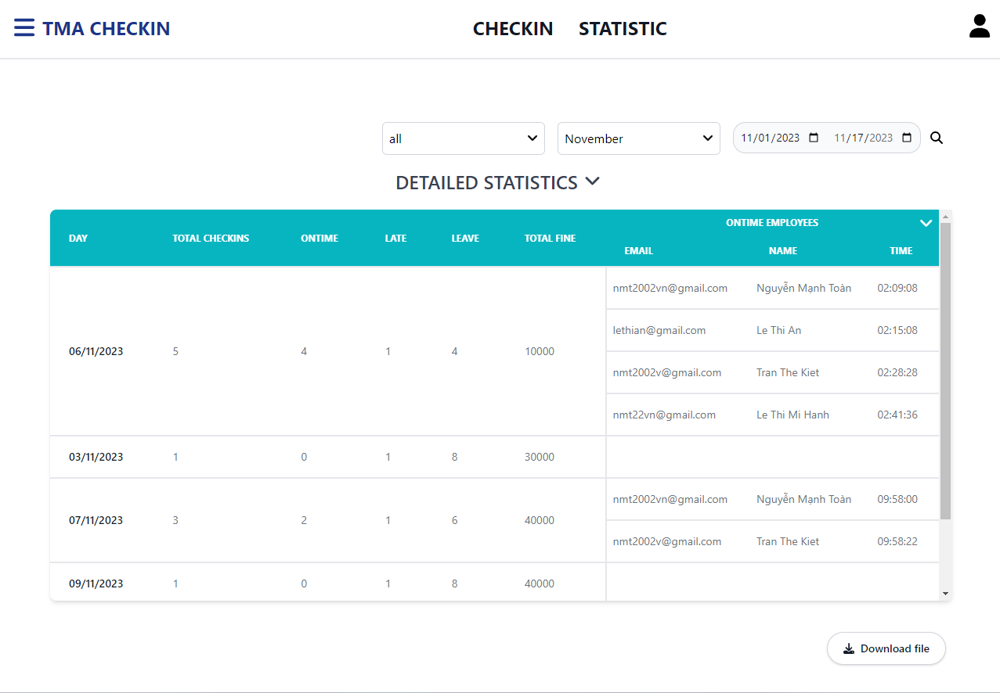 TMA CHECKIN CHECKIN STATISTIC
all November 11/01/2023 11/17/2023
DETAILED STATISTICS
ONTIME EMPLOYEES
DAY TOTAL CHECKINS ONTIME LATE LEAVE TOTAL FINE
EMAIL NAME TIME
nmt2002vn@gmail.com Nguyễn Mạnh Toàn 02:09:08
lethian@gmail.com Le Thi An 02:15:08
06/11/2023 5 4 1 4 10000
nmt2002v@gmail.com Tran The Kiet 02:28:28
nmt22vn@gmail.com Le Thi Mi Hanh 02:41:36
03/11/2023 1 0 1 8 30000
nmt2002vn@gmail.com Nguyễn Mạnh Toàn 09:58:00
07/11/2023 3 2 1 6 40000
nmt2002v@gmail.com Tran The Kiet 09:58:22
09/11/2023 1 0 1 8 40000
Download file